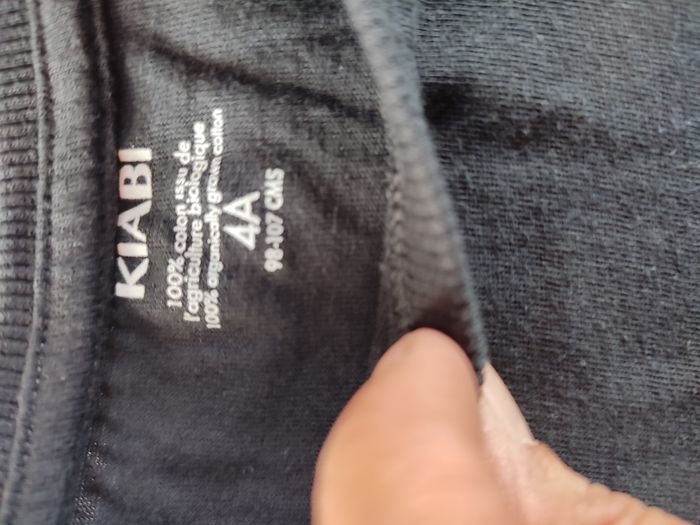 KIABI
100% coton issu de
l'agriculture biologique
100% organically grown cotton
4A
98-107 CMS